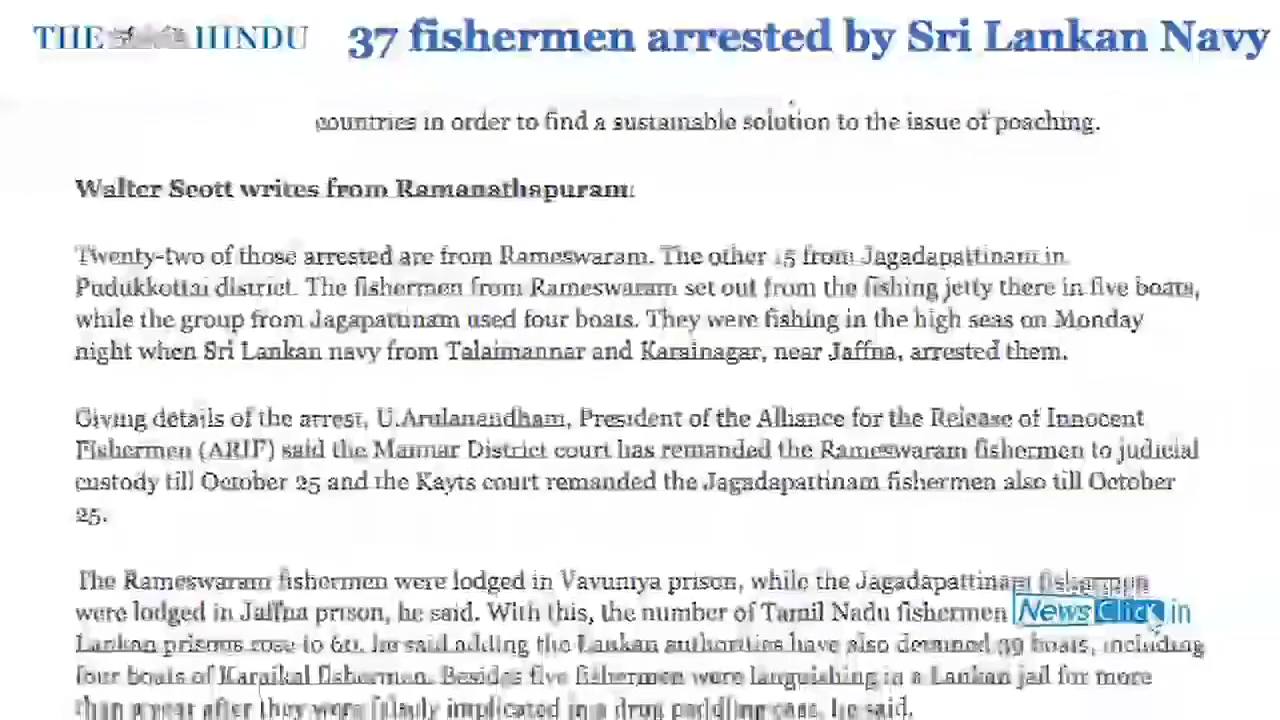 THE HINDU
37 fishermen arrested by Sri Lankan Navy
countries in order to find a sustainable solution to the issue of poaching.
Walter Scott writes from Ramanathapuram:
Twenty-two of those arrested are from Rameswaram. The other 15 from Jagadapattinam in
Pudukkottai district. The fishermen from Rameswaram set out from the fishing jetty there in five boats,
while the group from Jagapattinam used four boats. They were fishing in the high seas on Monday
night when Sri Lankan navy from Talaimannar and Karainagar, near Jaffna, arrested them.
Giving details of the arrest, U.Arulanandham, President of the Alliance for the Release of Innocent
Fishermen (ARIF) said the Mannar District court has remanded the Rameswaram fishermen to judicial
custody till October 25 and the Kayts court remanded the Jagadapattinam fishermen also till October
25.
The Rameswaram fishermen were lodged in Vavuniya prison, while the Jagadapattinam fishermen
were lodged in Jaffna prison, he said. With this, the number of Tamil Nadu fishermen
NewsClick in
Lankan prisons rose to 60, he said adding the Lankan authorities have also detained 39 boats, including
four boats of Karaikal fisherman. Besides five fishermen were languishing in a Lankan jail for more
than a year after they were falsely implicated in a drug peddling case, he said.